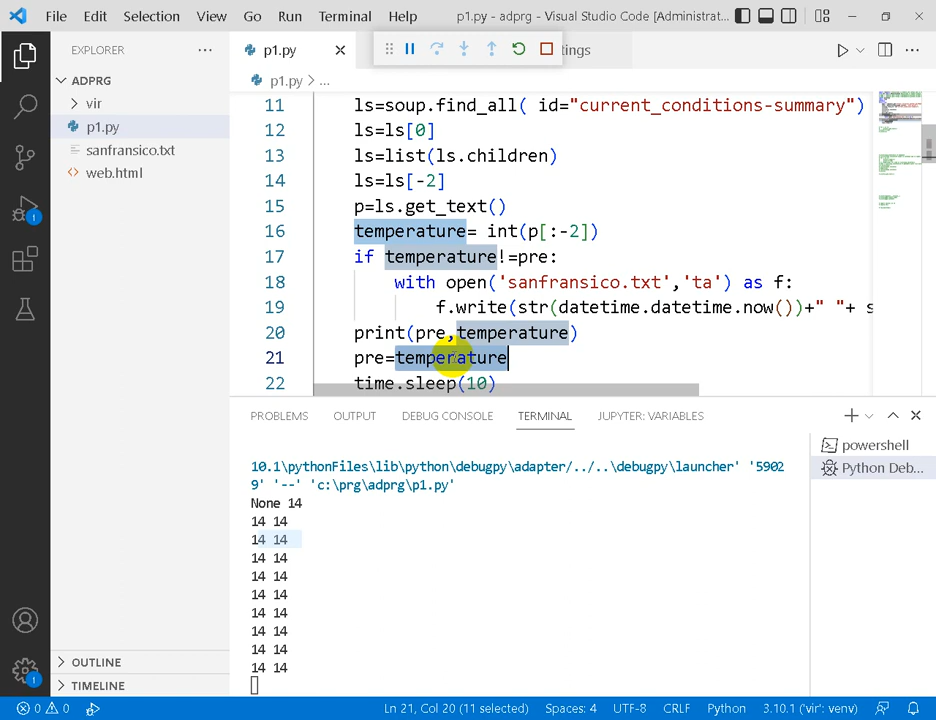 File Edit Selection View Go Run Terminal Help p1.py - adprg - Visual Studio Code [Administrat...
EXPLORER
p1.py
tings
ADPRG
vir
p1.py
sanfransico.txt
web.html
OUTLINE
TIMELINE
p1.py > ...
11 ls=soup.find_all( id="current_conditions-summary")
12 ls=ls[0]
13 ls=list(ls.children)
14 ls=ls[-2]
15 p=ls.get_text()
16 temperature= int(p[:-2])
17 if temperature!=pre:
18 with open('sanfransico.txt','ta') as f:
19 f.write(str(datetime.datetime.now())+" "+ s
20 print(pre,temperature)
21 pre=temperature
22 time.sleep(10)
PROBLEMS OUTPUT DEBUG CONSOLE TERMINAL JUPYTER: VARIABLES
10.1\pythonFiles\lib\python\debugpy\adapter/../..\debugpy\launcher' '5902
9' '--' 'c:\prg\adprg\p1.py'
None 14
14 14
14 14
14 14
14 14
14 14
14 14
14 14
14 14
14 14
powershell
Python Deb...
1
1
0 0 Ln 21, Col 20 (11 selected) Spaces: 4 UTF-8 CRLF Python 3.10.1 ('vir': venv)